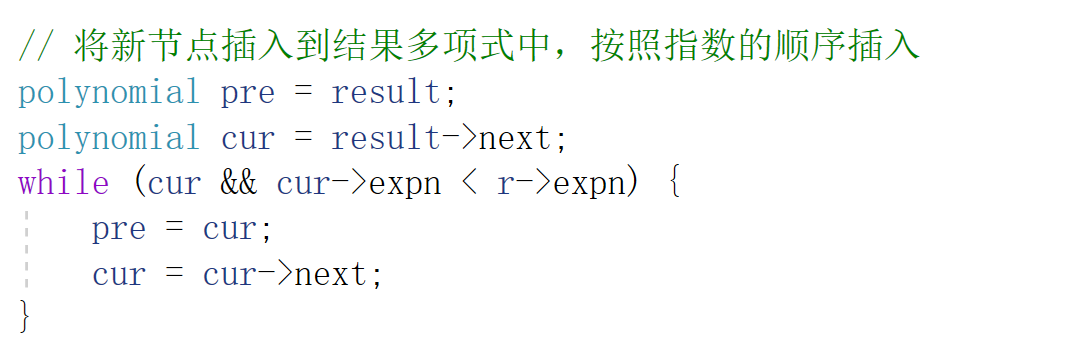 // 将新节点插入到结果多项式中，按照指数的顺序插入
polynomial pre = result;
polynomial cur = result->next;
while (cur && cur->expn < r->expn) {
    pre = cur;
    cur = cur->next;
}